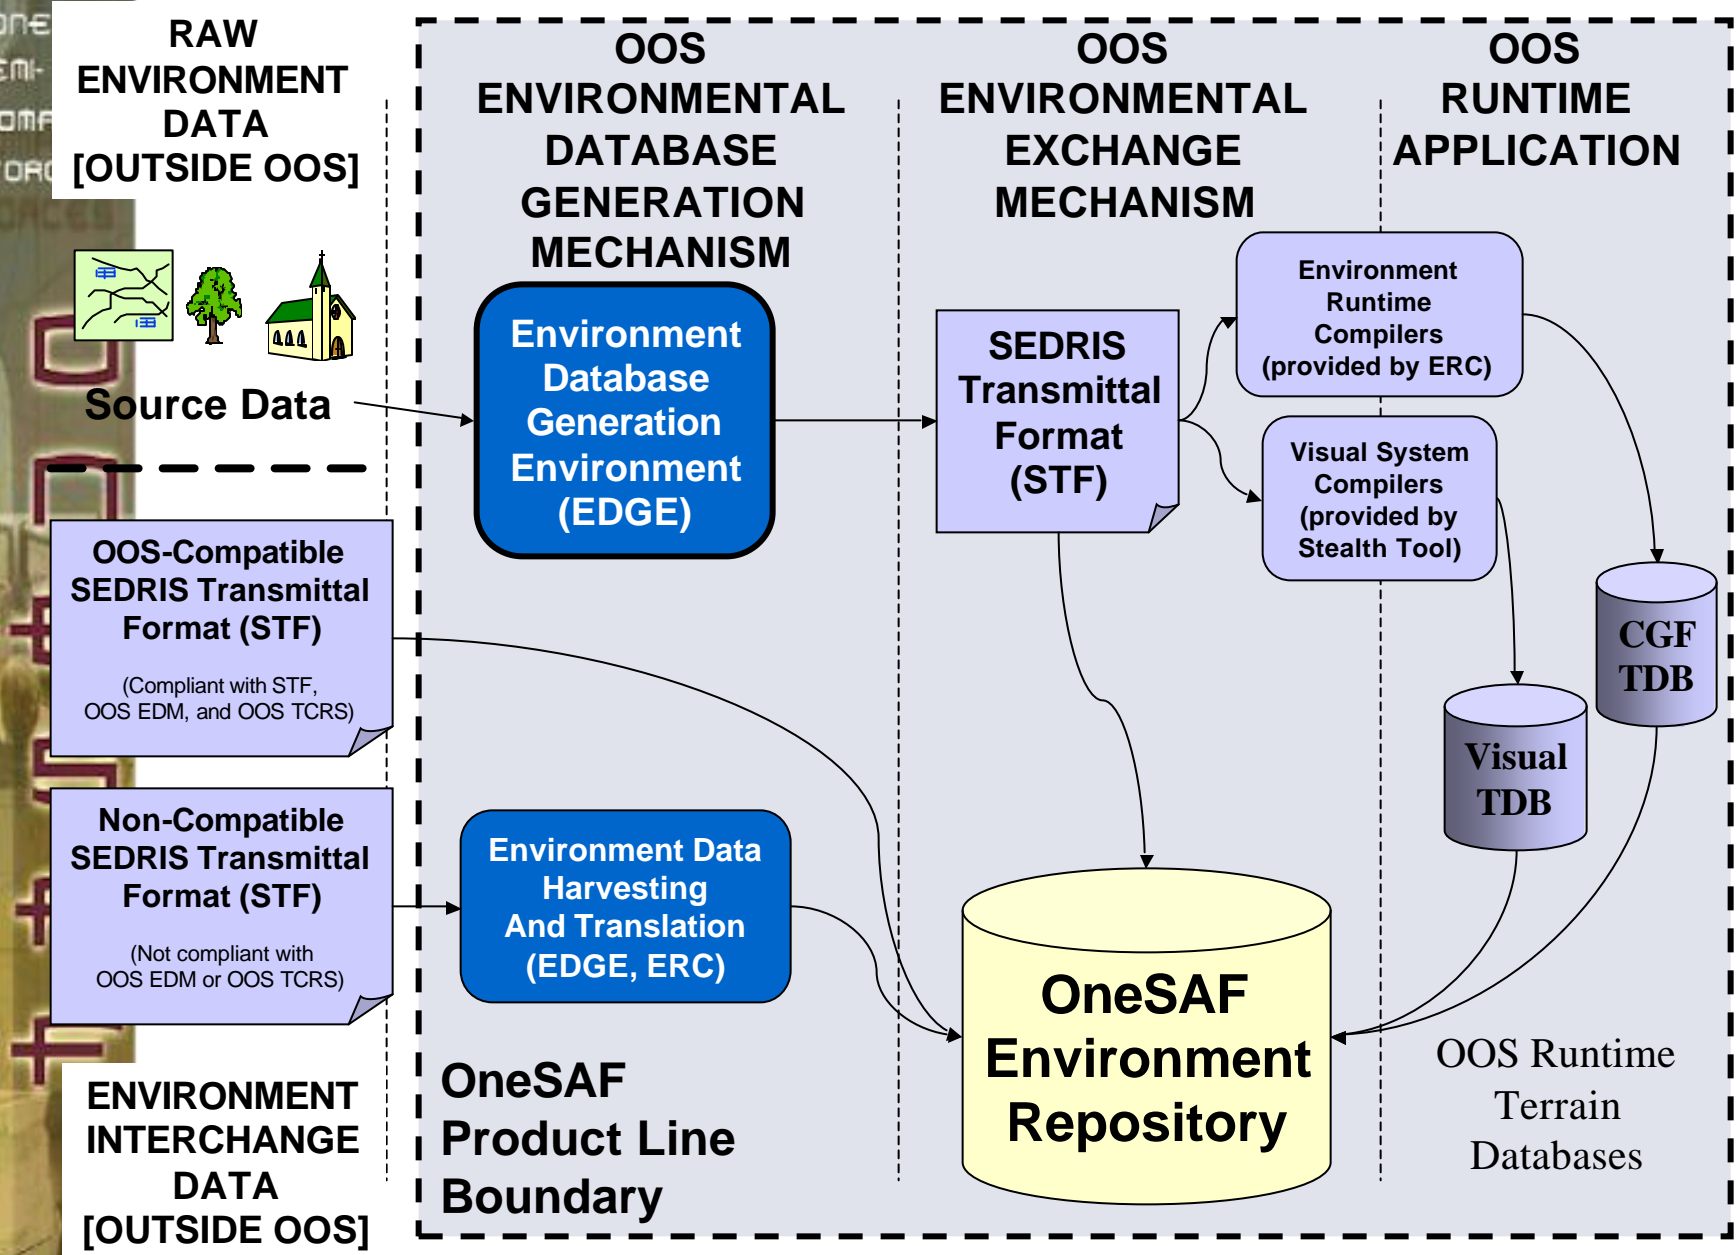 RAW
ENVIRONMENT
DATA
[OUTSIDE OOS]
OOS
ENVIRONMENTAL
DATABASE
GENERATION
MECHANISM
OOS
ENVIRONMENTAL
EXCHANGE
MECHANISM
OOS
RUNTIME
APPLICATION
Source Data
Environment
Database
Generation
Environment
(EDGE)
SEDRIS
Transmittal
Format
(STF)
Environment
Runtime
Compilers
(provided by ERC)
Visual System
Compilers
(provided by
Stealth Tool)
OOS-Compatible
SEDRIS Transmittal
Format (STF)
(Compliant with STF,
OOS EDM, and OOS TCRS)
CGF
TDB
Visual
TDB
Non-Compatible
SEDRIS Transmittal
Format (STF)
(Not compliant with
OOS EDM or OOS TCRS)
Environment Data
Harvesting
And Translation
(EDGE, ERC)
OneSAF
Environment
Repository
OOS Runtime
Terrain
Databases
ENVIRONMENT
INTERCHANGE
DATA
[OUTSIDE OOS]
OneSAF
Product Line
Boundary